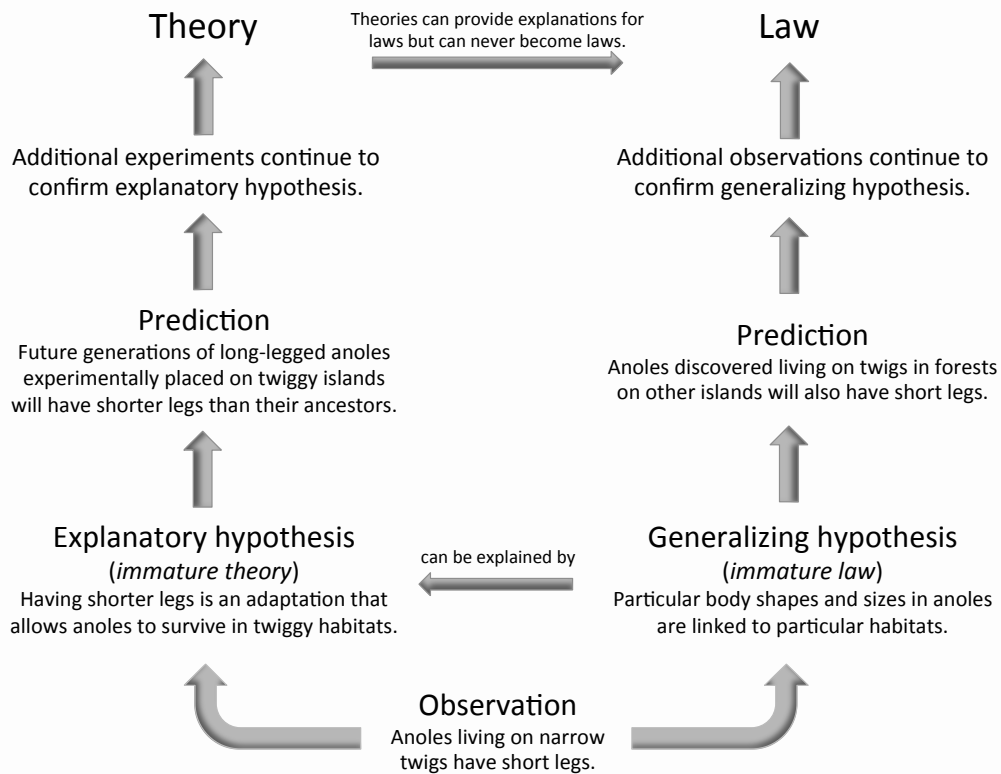 Theory
Theories can provide explanations for
laws but can never become laws.
Law
Additional experiments continue to
confirm explanatory hypothesis.
Additional observations continue to
confirm generalizing hypothesis.
Prediction
Future generations of long-legged anoles
experimentally placed on twiggy islands
will have shorter legs than their ancestors.
Prediction
Anoles discovered living on twigs in forests
on other islands will also have short legs.
Explanatory hypothesis
(immature theory)
Having shorter legs is an adaptation that
allows anoles to survive in twiggy habitats.
can be explained by
Generalizing hypothesis
(immature law)
Particular body shapes and sizes in anoles
are linked to particular habitats.
Observation
Anoles living on narrow
twigs have short legs.